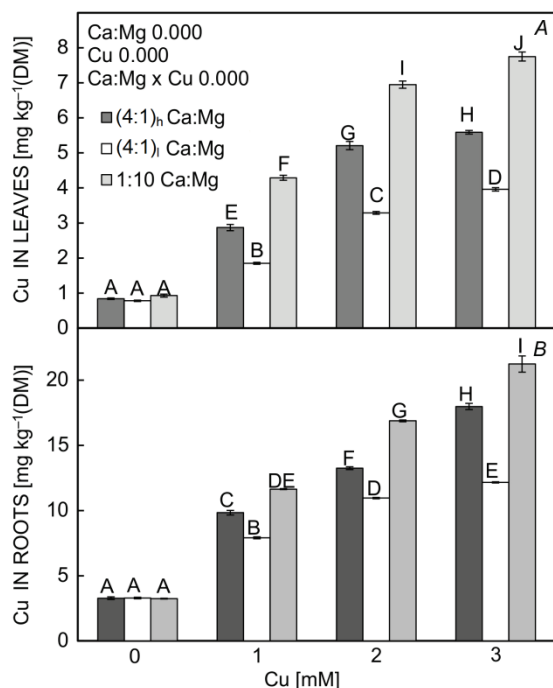 Ca:Mg 0.000
A
Cu 0.000
Ca:Mg x Cu 0.000
(4:1)h Ca:Mg
(4:1)l Ca:Mg
1:10 Ca:Mg
Cu IN LEAVES [mg kg⁻¹(DM)]
8
7
6
5
4
3
2
1
0
A A A
E B F
G C I
H D J
B
Cu IN ROOTS [mg kg⁻¹(DM)]
20
15
10
5
0
A A A
C B DE
F D G
H E I
0 1 2 3
Cu [mM]